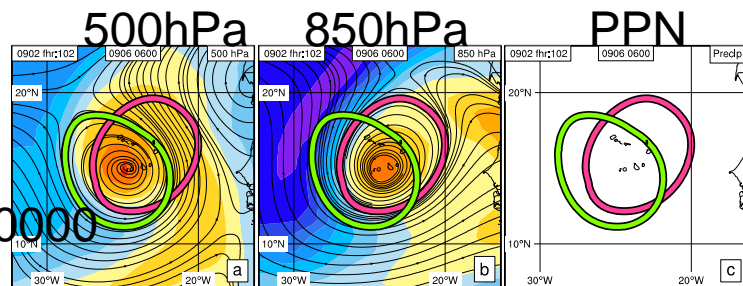 500hPa 850hPa PPN
0902 fhr:102 0906 0600 500 hPa 0902 fhr:102 0906 0600 850 hPa 0902 fhr:102 0906 0600 Precip
20°N 20°N 20°N
0000
10°N 10°N 10°N
a b c
30°W 20°W 30°W 20°W 30°W 20°W